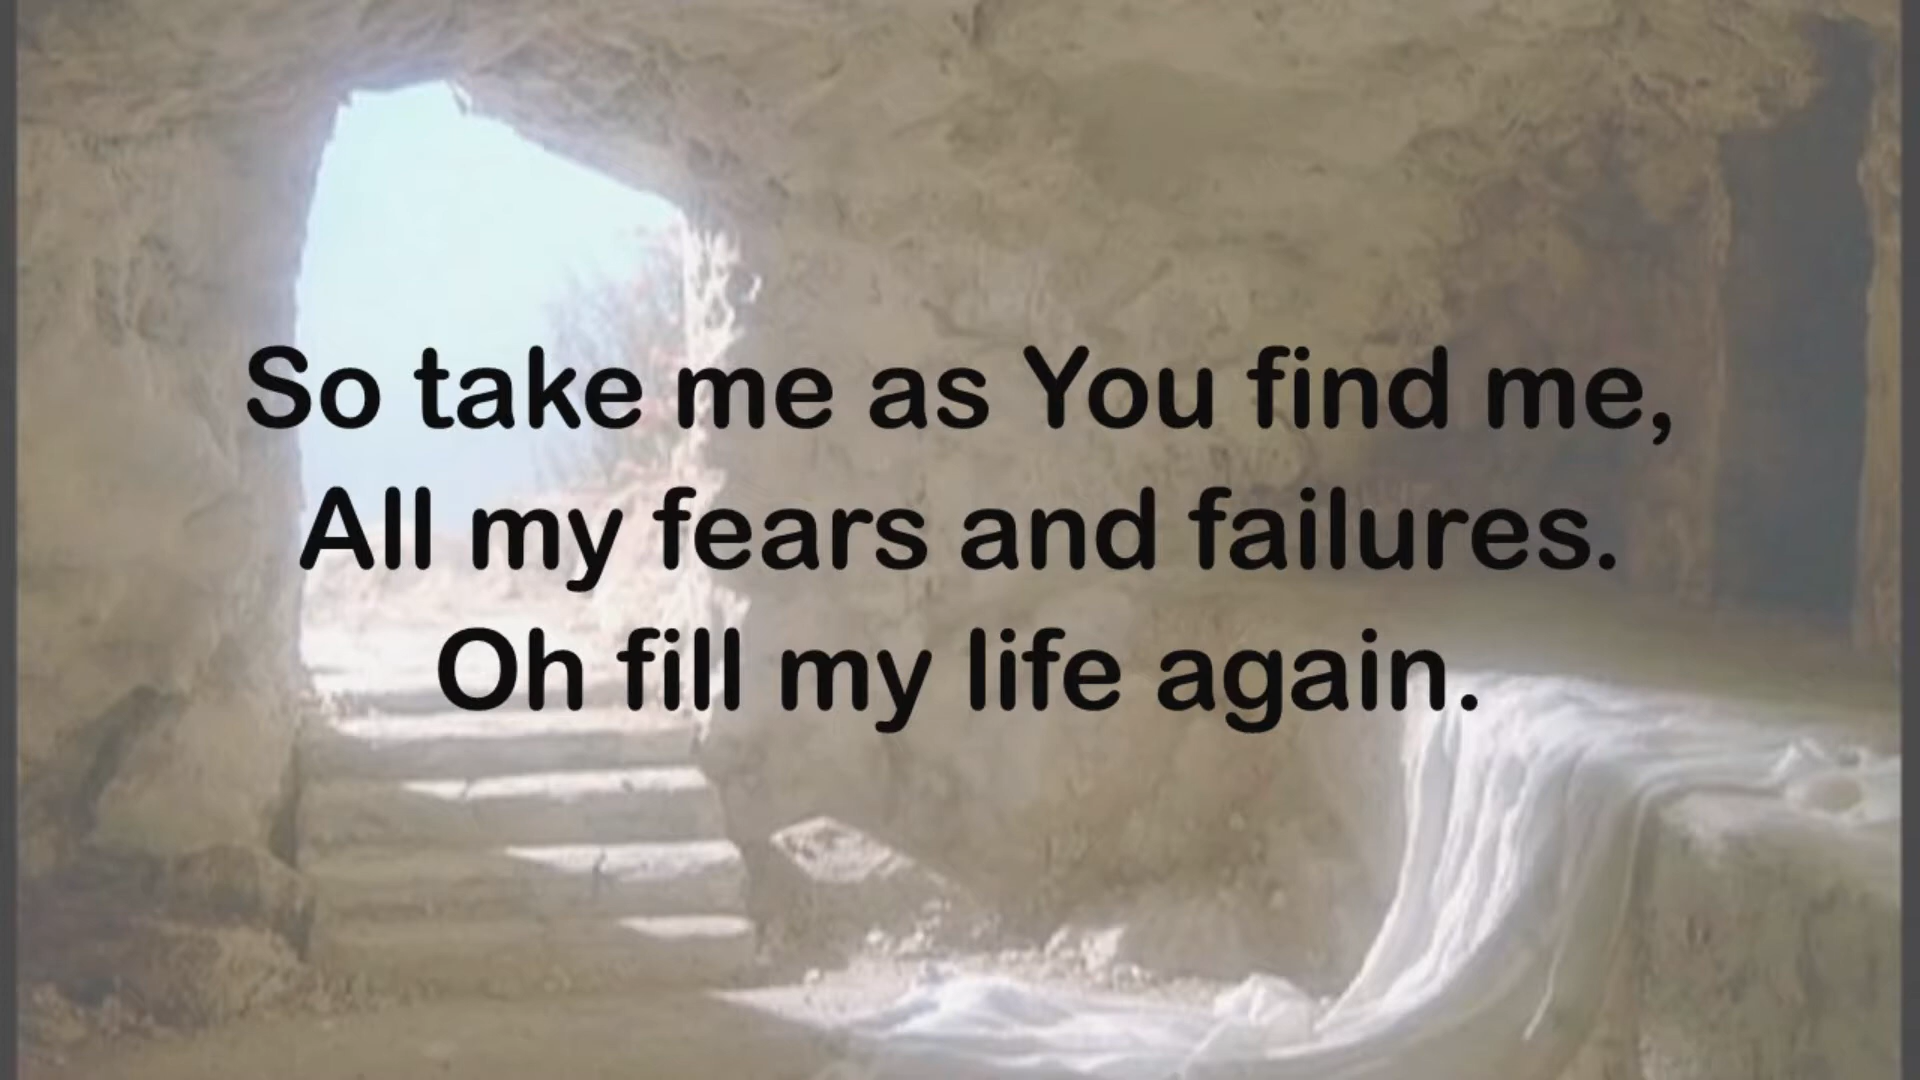 So take me as You find me,
All my fears and failures.
Oh fill my life again.